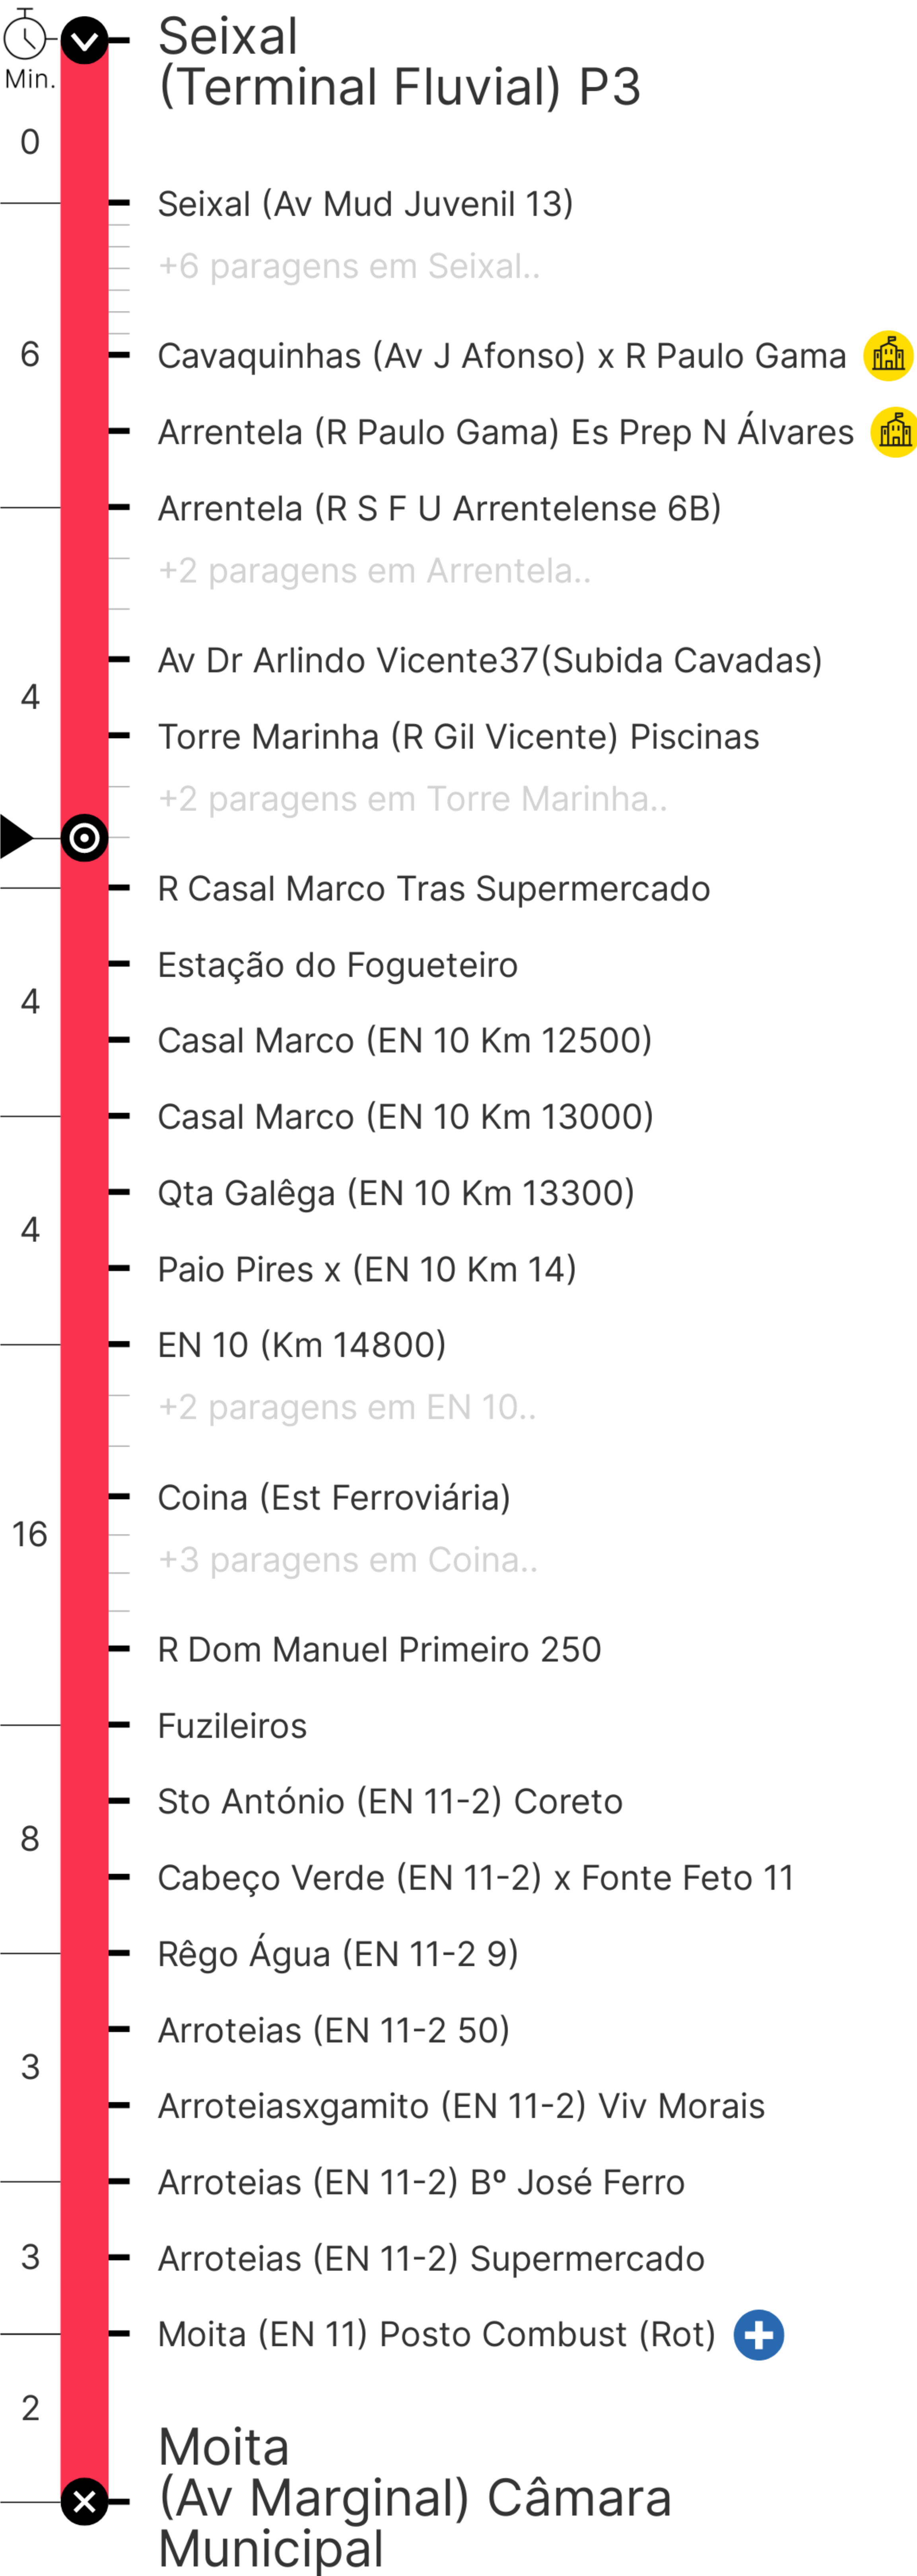 Seixal
(Terminal Fluvial) P3
Min.
0
Seixal (Av Mud Juvenil 13)
+6 paragens em Seixal..
6
Cavaquinhas (Av J Afonso) x R Paulo Gama
Arrentela (R Paulo Gama) Es Prep N Álvares
Arrentela (R S F U Arrentelense 6B)
+2 paragens em Arrentela..
Av Dr Arlindo Vicente37(Subida Cavadas)
4
Torre Marinha (R Gil Vicente) Piscinas
+2 paragens em Torre Marinha..
R Casal Marco Tras Supermercado
Estação do Fogueteiro
4
Casal Marco (EN 10 Km 12500)
Casal Marco (EN 10 Km 13000)
Qta Galêga (EN 10 Km 13300)
4
Paio Pires x (EN 10 Km 14)
EN 10 (Km 14800)
+2 paragens em EN 10..
Coina (Est Ferroviária)
16
+3 paragens em Coina..
R Dom Manuel Primeiro 250
Fuzileiros
Sto António (EN 11-2) Coreto
8
Cabeço Verde (EN 11-2) x Fonte Feto 11
Rêgo Água (EN 11-2 9)
Arroteias (EN 11-2 50)
3
Arroteiasxgamito (EN 11-2) Viv Morais
Arroteias (EN 11-2) Bº José Ferro
3
Arroteias (EN 11-2) Supermercado
Moita (EN 11) Posto Combust (Rot)
2
Moita
(Av Marginal) Câmara
Municipal